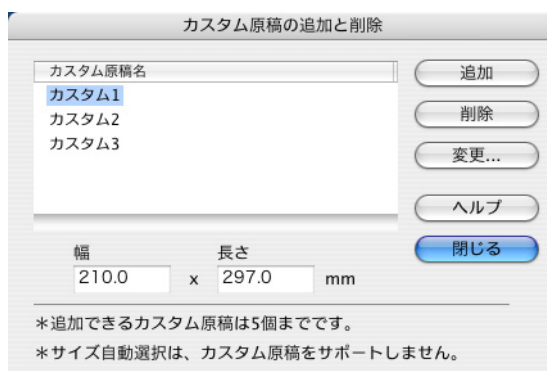 カスタム原稿の追加と削除
カスタム原稿名
カスタム1
カスタム2
カスタム3
追加
削除
変更...
ヘルプ
閉じる
幅 長さ
210.0 x 297.0 mm
*追加できるカスタム原稿は5個までです。
*サイズ自動選択は、カスタム原稿をサポートしません。